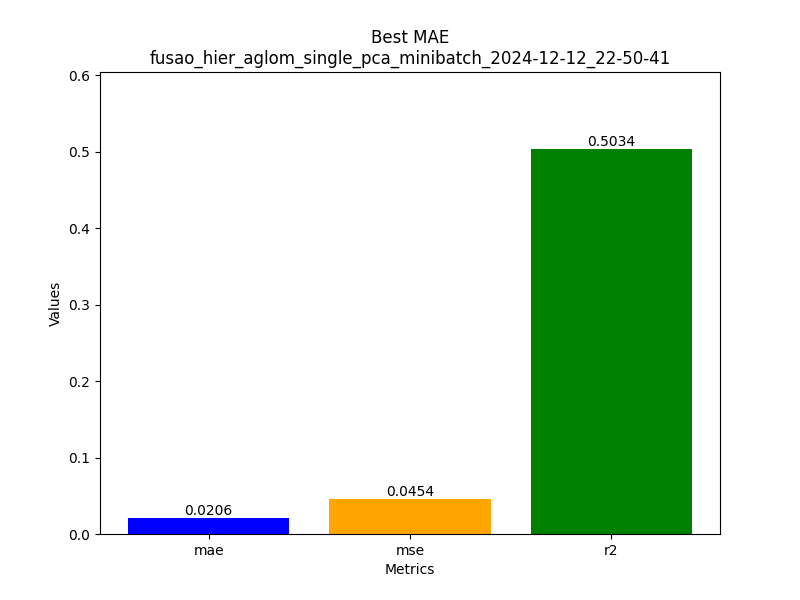 Best MAE
fusao_hier_aglom_single_pca_minibatch_2024-12-12_22-50-41
0.6
0.5
0.4
0.3
0.2
0.1
0.0
Values
0.0206
0.0454
0.5034
mae mse r2
Metrics